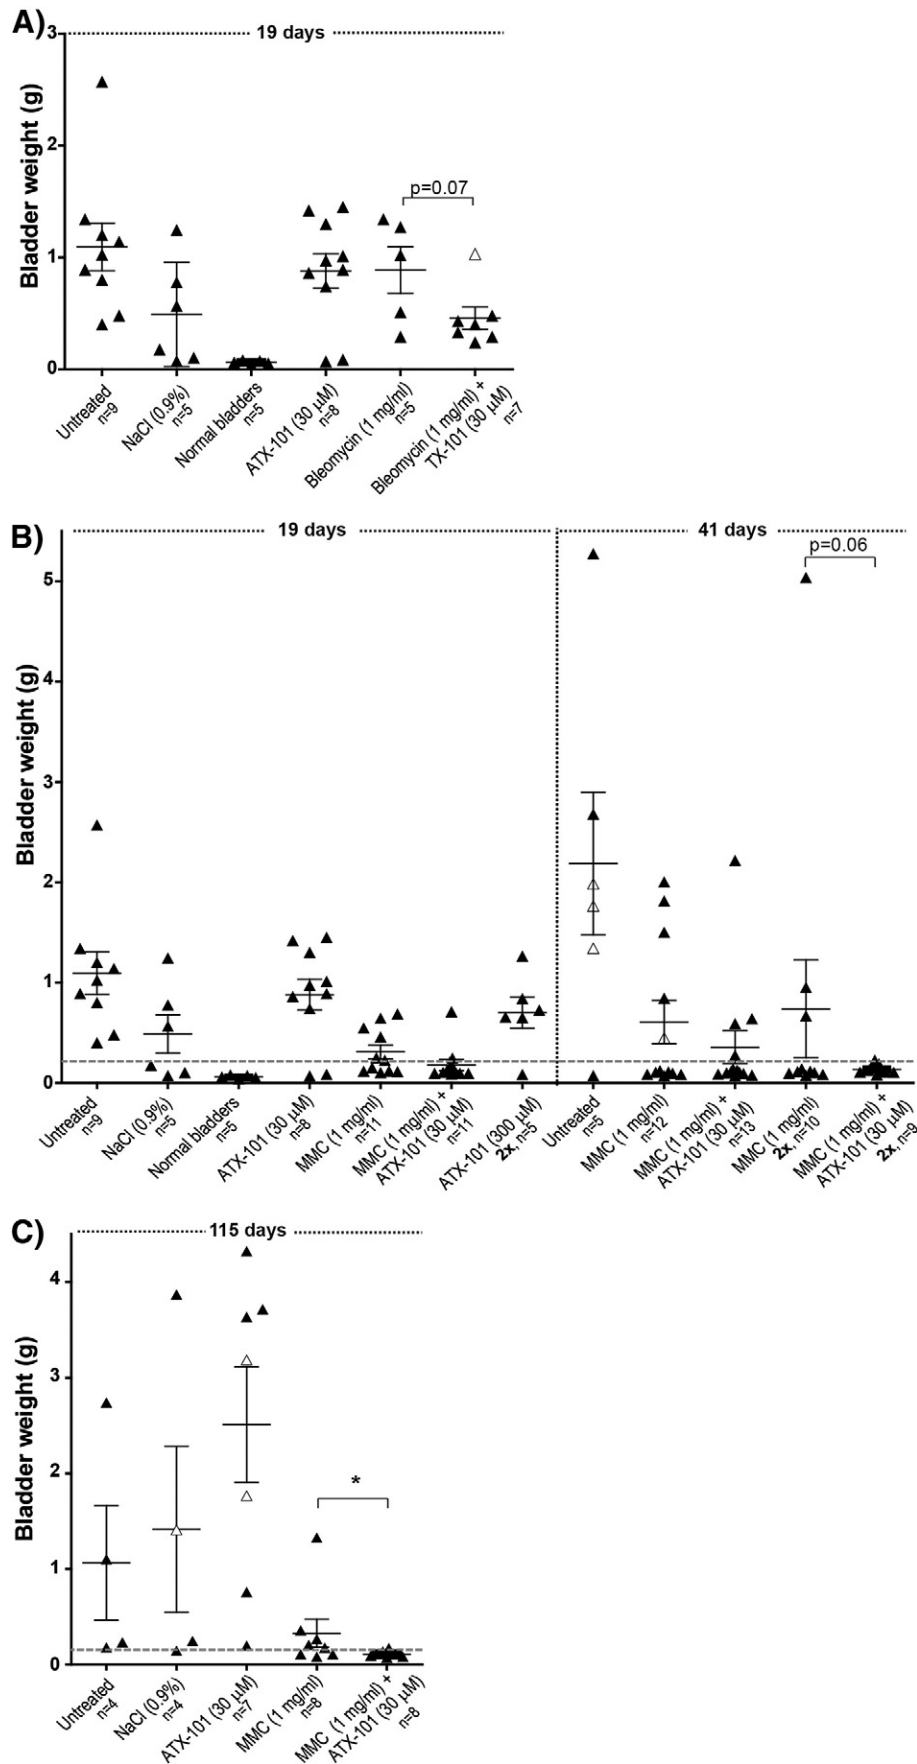 A)
19 days
3
2
1
0
Bladder weight (g)
p=0.07
Untreated
n=9
NaCl (0.9%)
n=5
Normal bladders
n=5
ATX-101 (30 µM)
n=8
Bleomycin (1 mg/ml)
n=5
Bleomycin (1 mg/ml) +
TX-101 (30 µM)
n=7
B)
19 days
41 days
p=0.06
5
4
3
2
1
0
Bladder weight (g)
Untreated
n=9
NaCl (0.9%)
n=5
Normal bladders
n=5
ATX-101 (30 µM)
n=8
MMC (1 mg/ml)
n=11
MMC (1 mg/ml) +
ATX-101 (30 µM)
n=11
ATX-101 (300 µM)
2x, n=5
Untreated
n=5
MMC (1 mg/ml)
n=12
MMC (1 mg/ml) +
ATX-101 (30 µM)
n=13
MMC (1 mg/ml)
2x, n=10
MMC (1 mg/ml) +
ATX-101 (30 µM)
2x, n=9
C)
115 days
4
3
2
1
0
Bladder weight (g)
*
Untreated
n=4
NaCl (0.9%)
n=4
ATX-101 (30 µM)
n=7
MMC (1 mg/ml)
n=8
MMC (1 mg/ml) +
ATX-101 (30 µM)
n=8